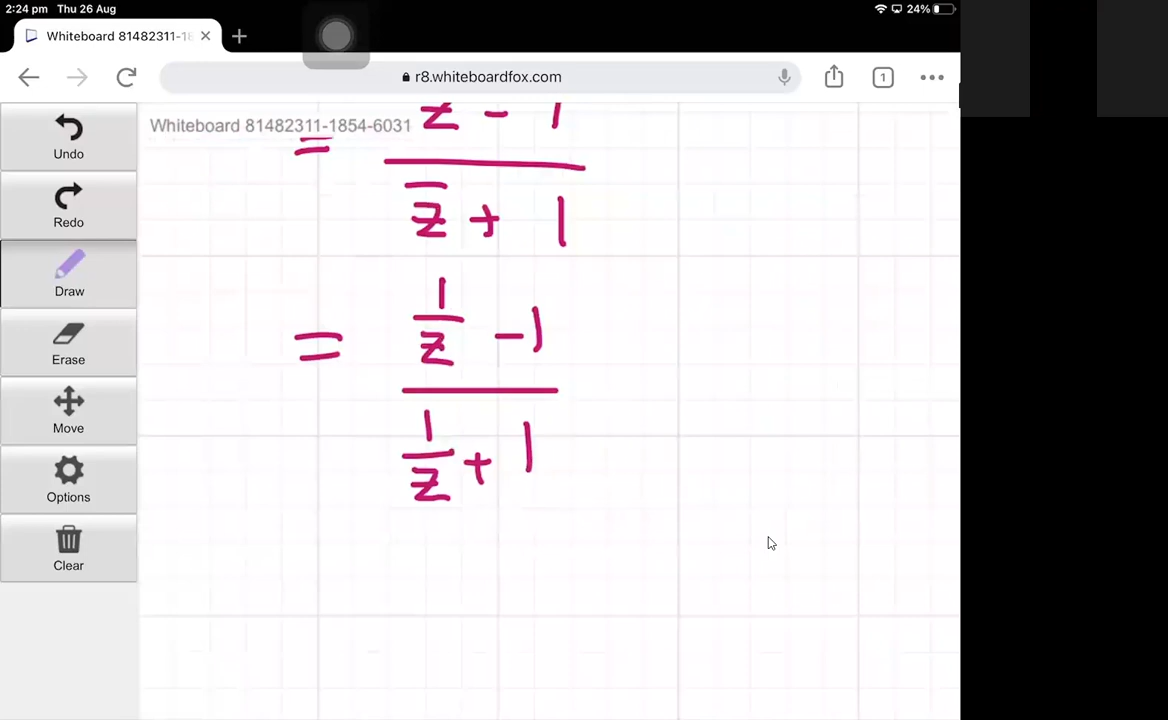 2:24 pm Thu 26 Aug 24%
Whiteboard 81482311-18
r8.whiteboardfox.com 1
Whiteboard 81482311-1854-6031
Undo
Redo
Draw
Erase
Move
Options
Clear
= z - 1
z̅ + 1
= 1/z - 1
1/z + 1